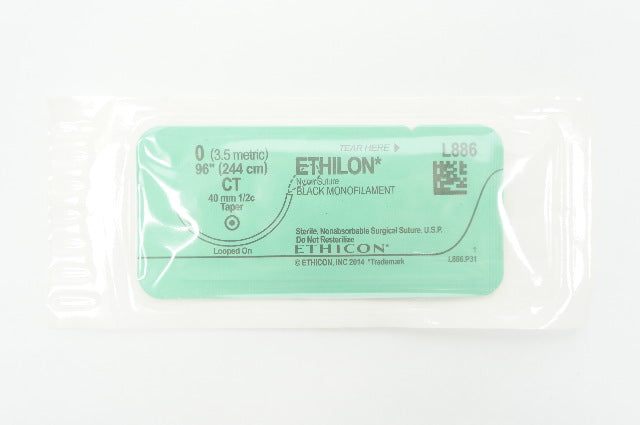 TEAR HERE
0 (3.5 metric)
96" (244 cm)
CT
40 mm 1/2c
Taper
Looped On
ETHILON*
Nylon Suture
BLACK MONOFILAMENT
L886
Sterile, Nonabsorbable Surgical Suture, U.S.P.
Do Not Resterilize
ETHICON*
© ETHICON, INC 2014 *Trademark
1
L886.P31